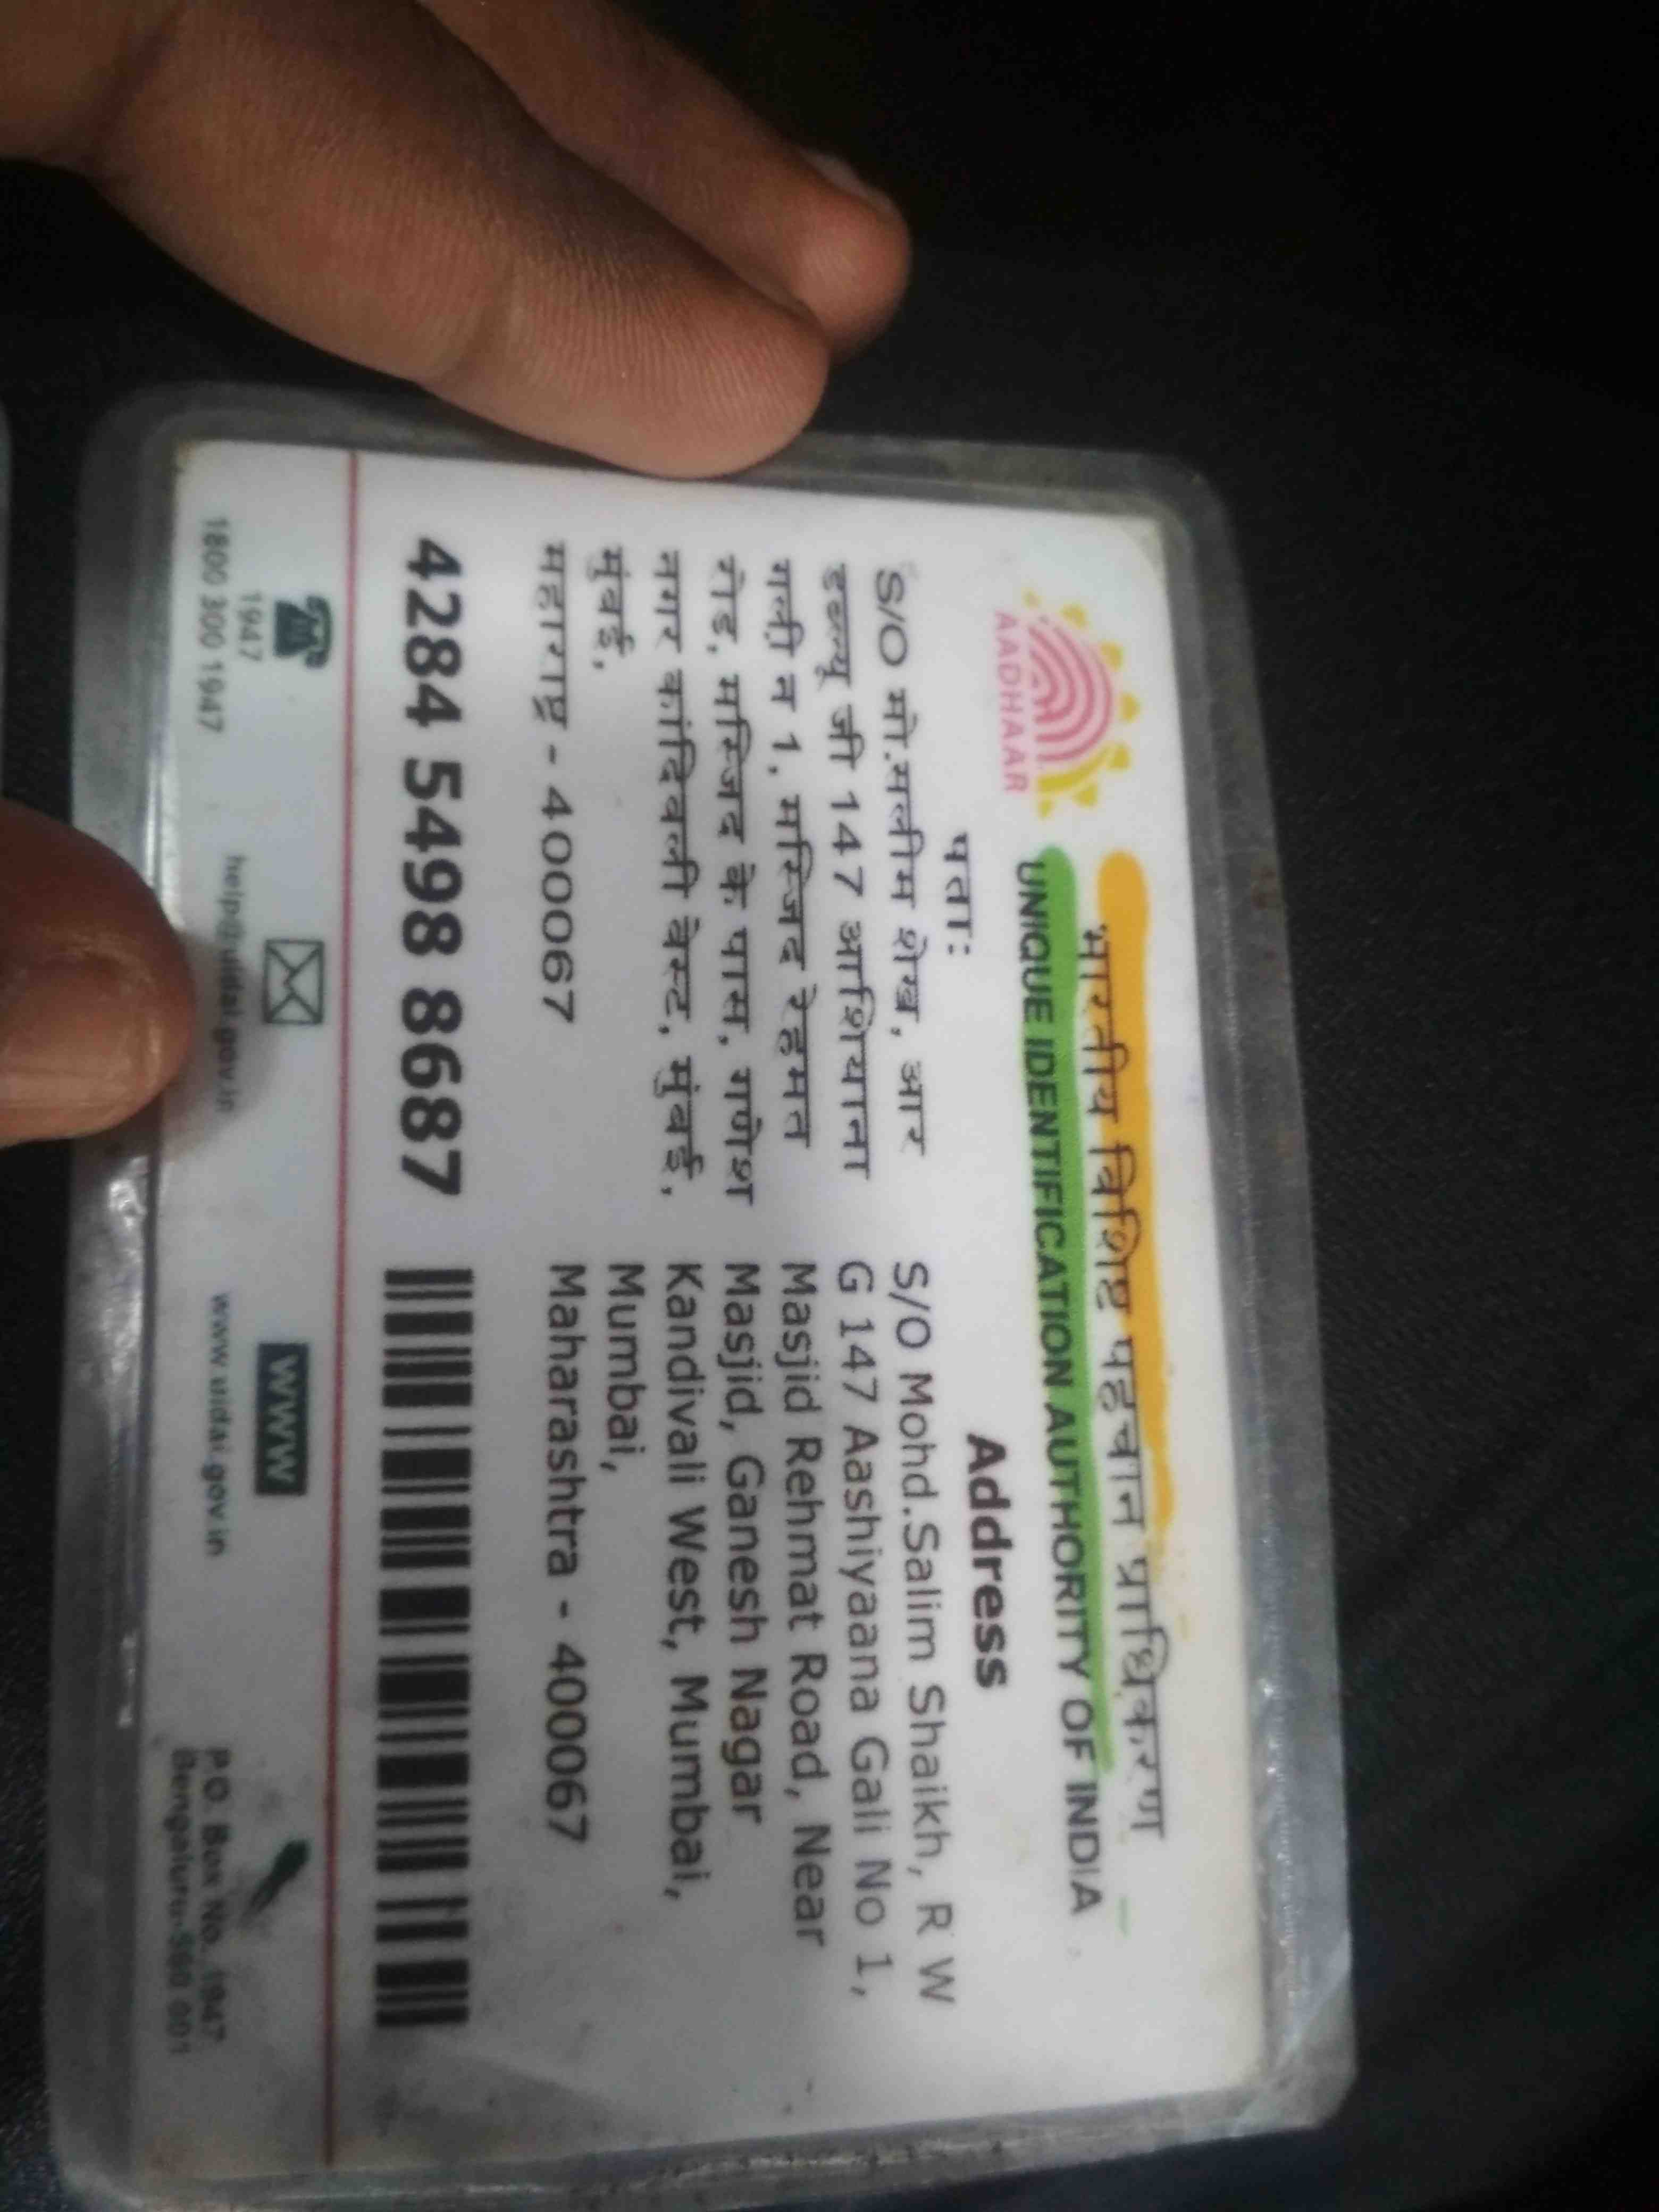 भारतीय विशिष्ट पहचान प्राधिकरण
UNIQUE IDENTIFICATION AUTHORITY OF INDIA
AADHAAR
पता:
S/O मो.सलीम शेख, आर
डब्ल्यू जी 147 आशियाना
गली न 1, मस्जिद रेहमत
रोड, मस्जिद के पास, गणेश
नगर कांदिवली वेस्ट, मुंबई,
मुंबई,
महाराष्ट्र - 400067
Address
S/O Mohd.Salim Shaikh, R W
G 147 Aashiyaana Gali No 1,
Masjid Rehmat Road, Near
Masjid, Ganesh Nagar
Kandivali West, Mumbai,
Mumbai,
Maharashtra - 400067
4284 5498 8687
1947
1800 300 1947
help@uidai.gov.in
www
www.uidai.gov.in
P.O. Box No. 1947
Bengaluru-560 001